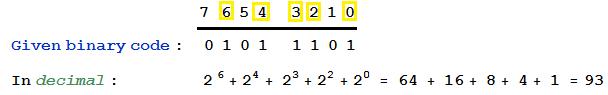 7 6 5 4 3 2 1 0
Given binary code : 0 1 0 1 1 1 0 1
In decimal : 2^6 + 2^4 + 2^3 + 2^2 + 2^0 = 64 + 16 + 8 + 4 + 1 = 93